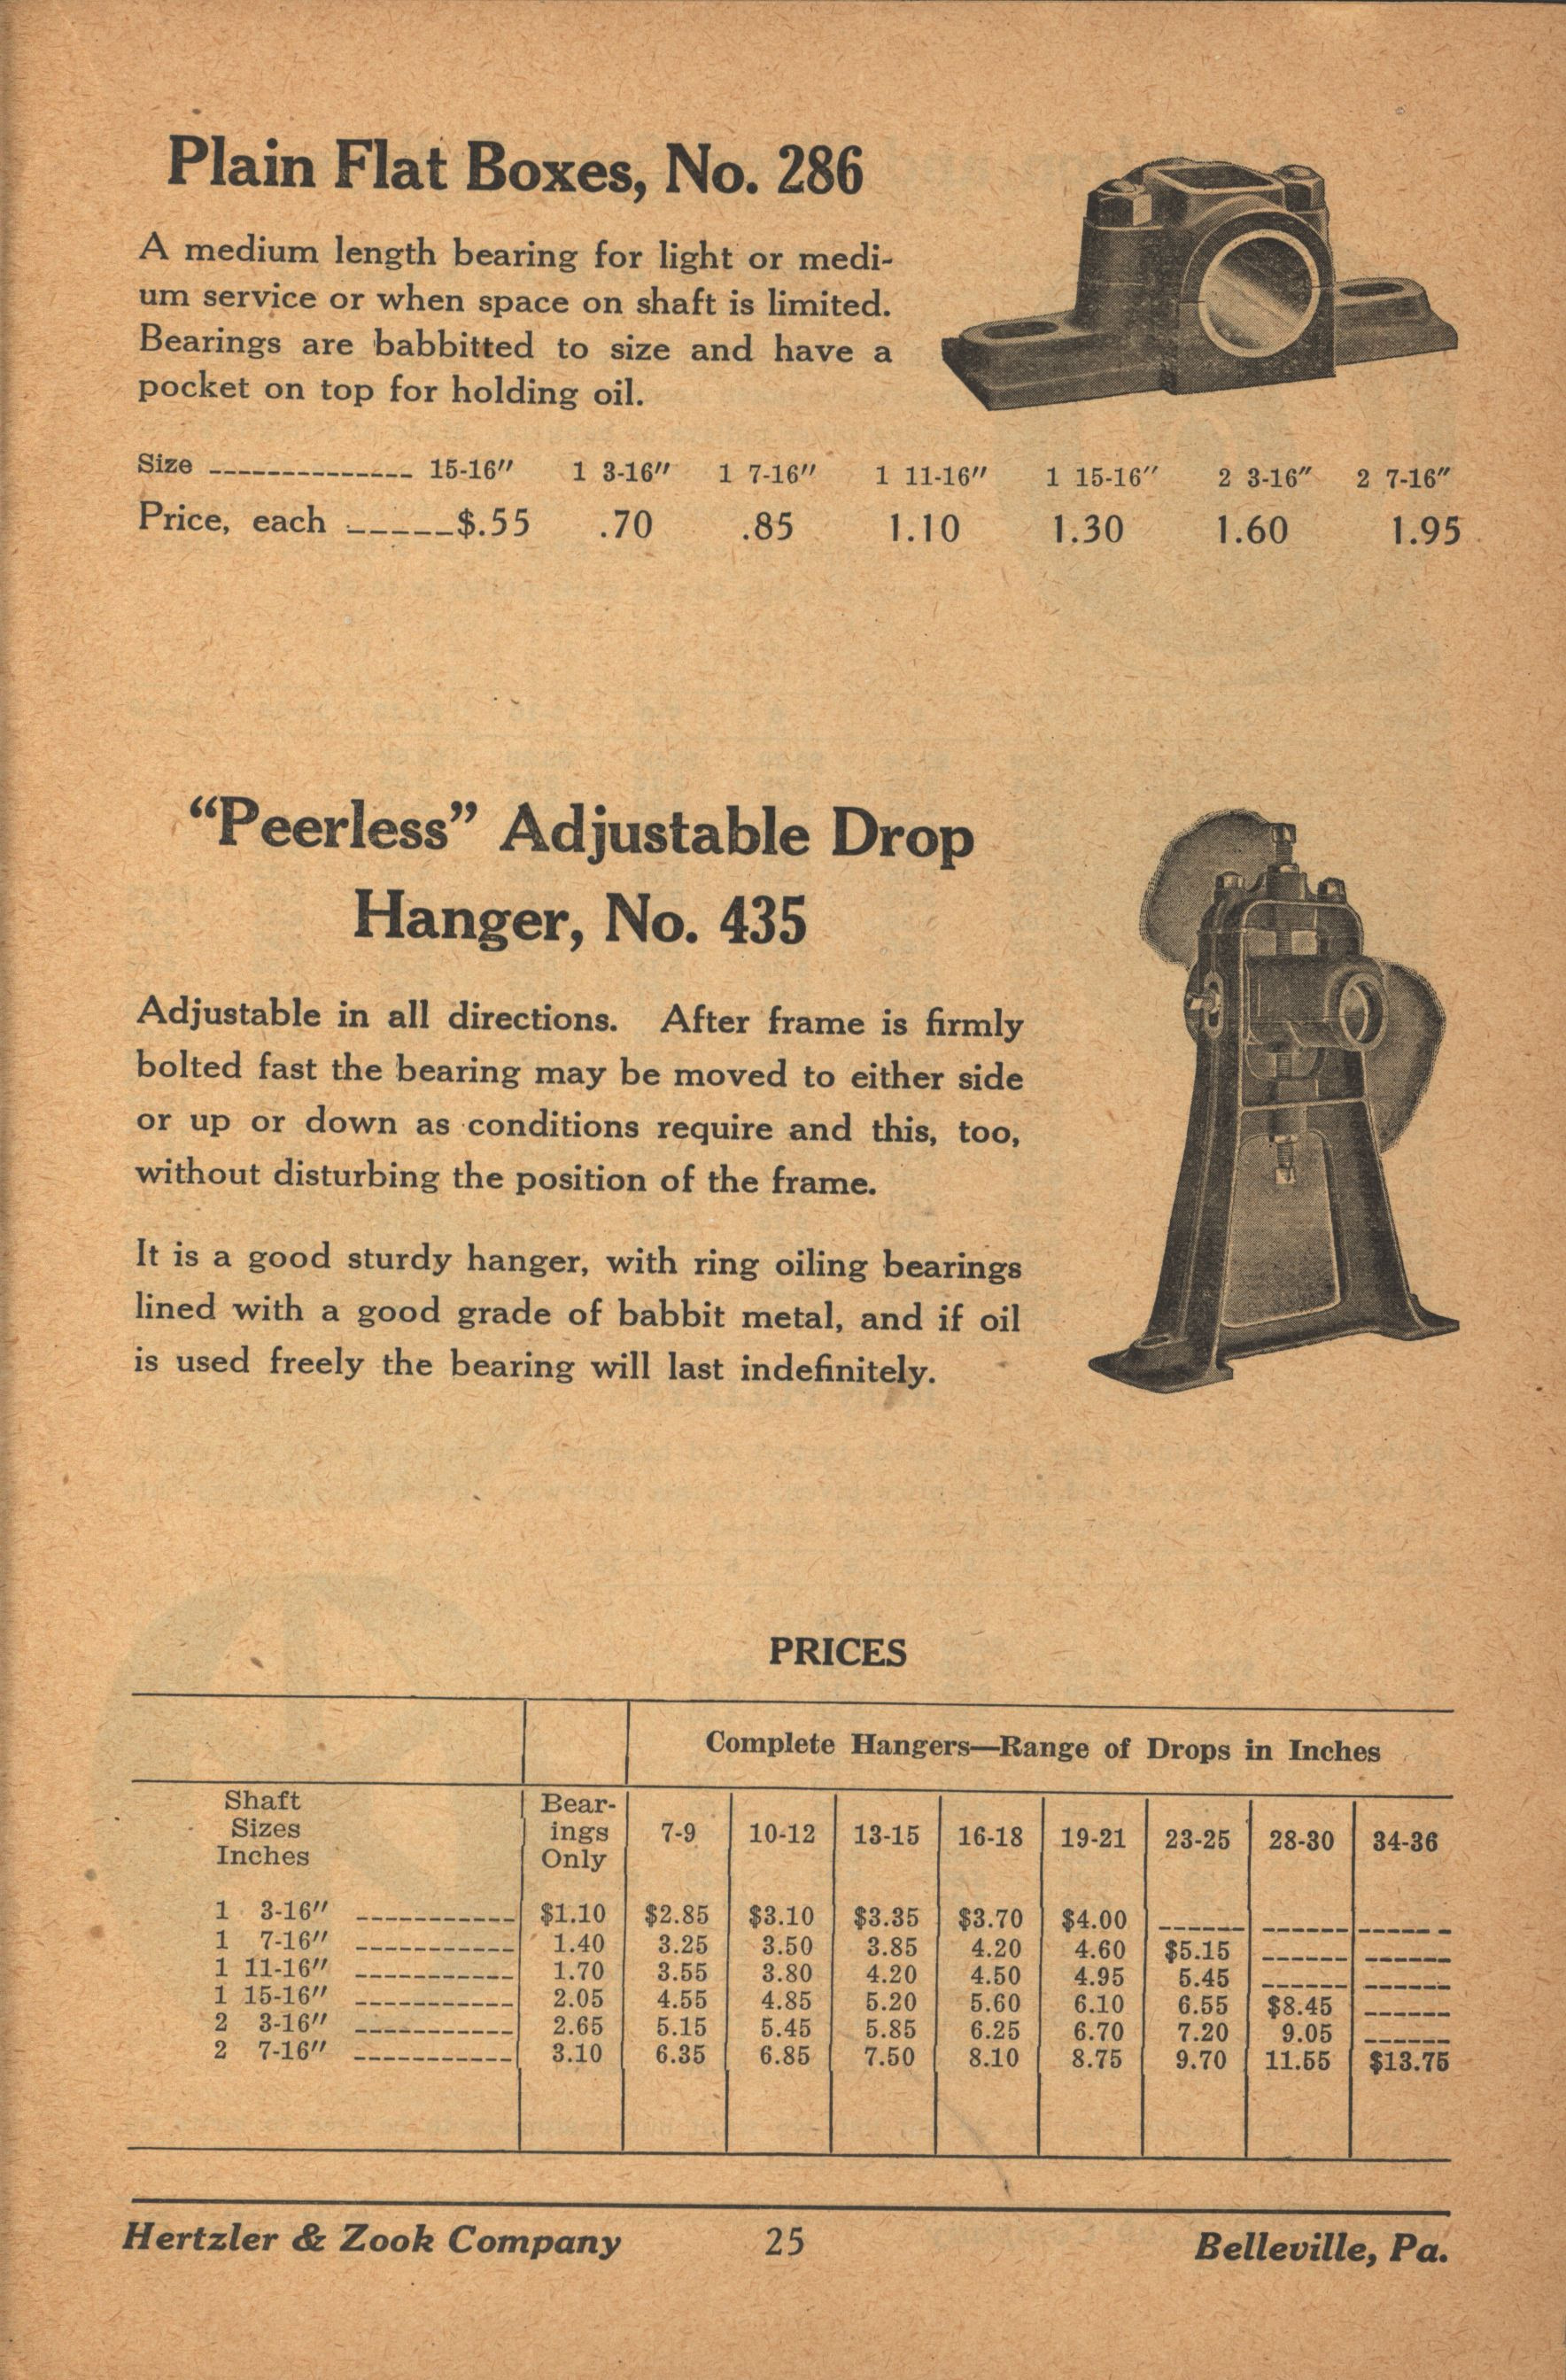 Plain Flat Boxes, No. 286
A medium length bearing for light or medi-
um service or when space on shaft is limited.
Bearings are babbitted to size and have a
pocket on top for holding oil.
Size -------------- 15-16" 1 3-16" 1 7-16" 1 11-16" 1 15-16" 2 3-16" 2 7-16"
Price, each -----$.55 .70 .85 1.10 1.30 1.60 1.95
"Peerless" Adjustable Drop
Hanger, No. 435
Adjustable in all directions. After frame is firmly
bolted fast the bearing may be moved to either side
or up or down as conditions require and this, too,
without disturbing the position of the frame.
It is a good sturdy hanger, with ring oiling bearings
lined with a good grade of babbit metal, and if oil
is used freely the bearing will last indefinitely.
PRICES
Complete Hangers—Range of Drops in Inches
Shaft
Sizes
Inches
Bear-
ings
Only
7-9 10-12 13-15 16-18 19-21 23-25 28-30 34-36
1 3-16" ----------- $1.10 $2.85 $3.10 $3.35 $3.70 $4.00 ------ ------ ------
1 7-16" ----------- 1.40 3.25 3.50 3.85 4.20 4.60 $5.15 ------ ------
1 11-16" ----------- 1.70 3.55 3.80 4.20 4.50 4.95 5.45 ------ ------
1 15-16" ----------- 2.05 4.55 4.85 5.20 5.60 6.10 6.55 $8.45 ------
2 3-16" ----------- 2.65 5.15 5.45 5.85 6.25 6.70 7.20 9.05 ------
2 7-16" ----------- 3.10 6.35 6.85 7.50 8.10 8.75 9.70 11.55 $13.75
Hertzler & Zook Company 25 Belleville, Pa.